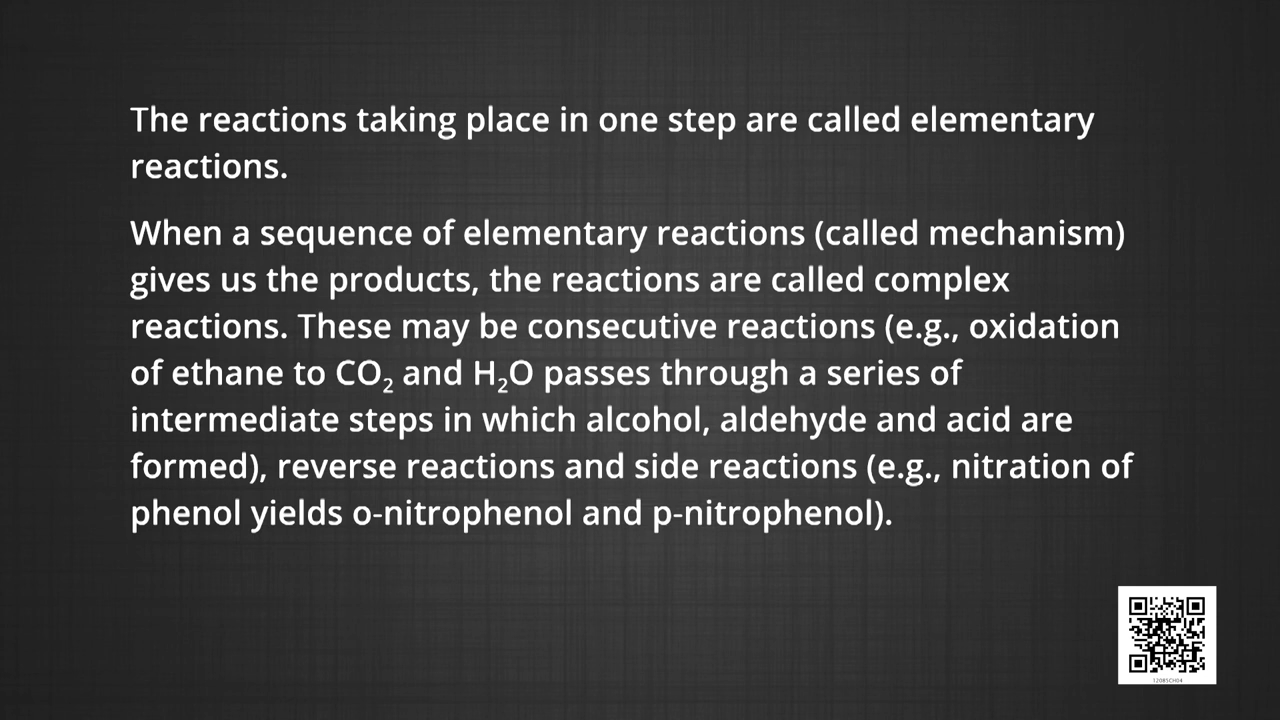 The reactions taking place in one step are called elementary
reactions.
When a sequence of elementary reactions (called mechanism)
gives us the products, the reactions are called complex
reactions. These may be consecutive reactions (e.g., oxidation
of ethane to CO₂ and H₂O passes through a series of
intermediate steps in which alcohol, aldehyde and acid are
formed), reverse reactions and side reactions (e.g., nitration of
phenol yields o-nitrophenol and p-nitrophenol).
12085CH04